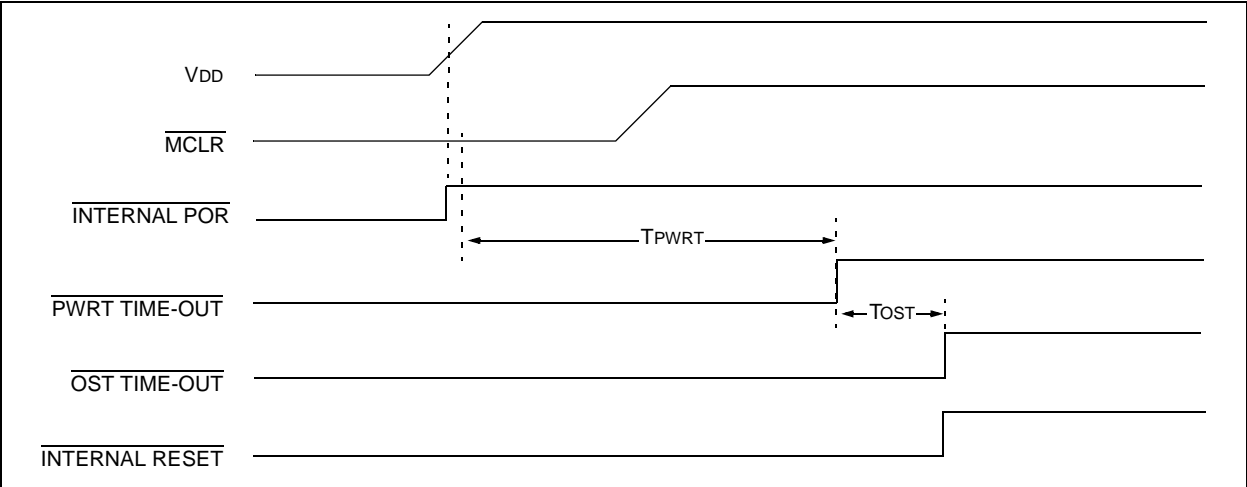 VDD
MCLR
INTERNAL POR
TPWRT
PWRT TIME-OUT
TOST
OST TIME-OUT
INTERNAL RESET